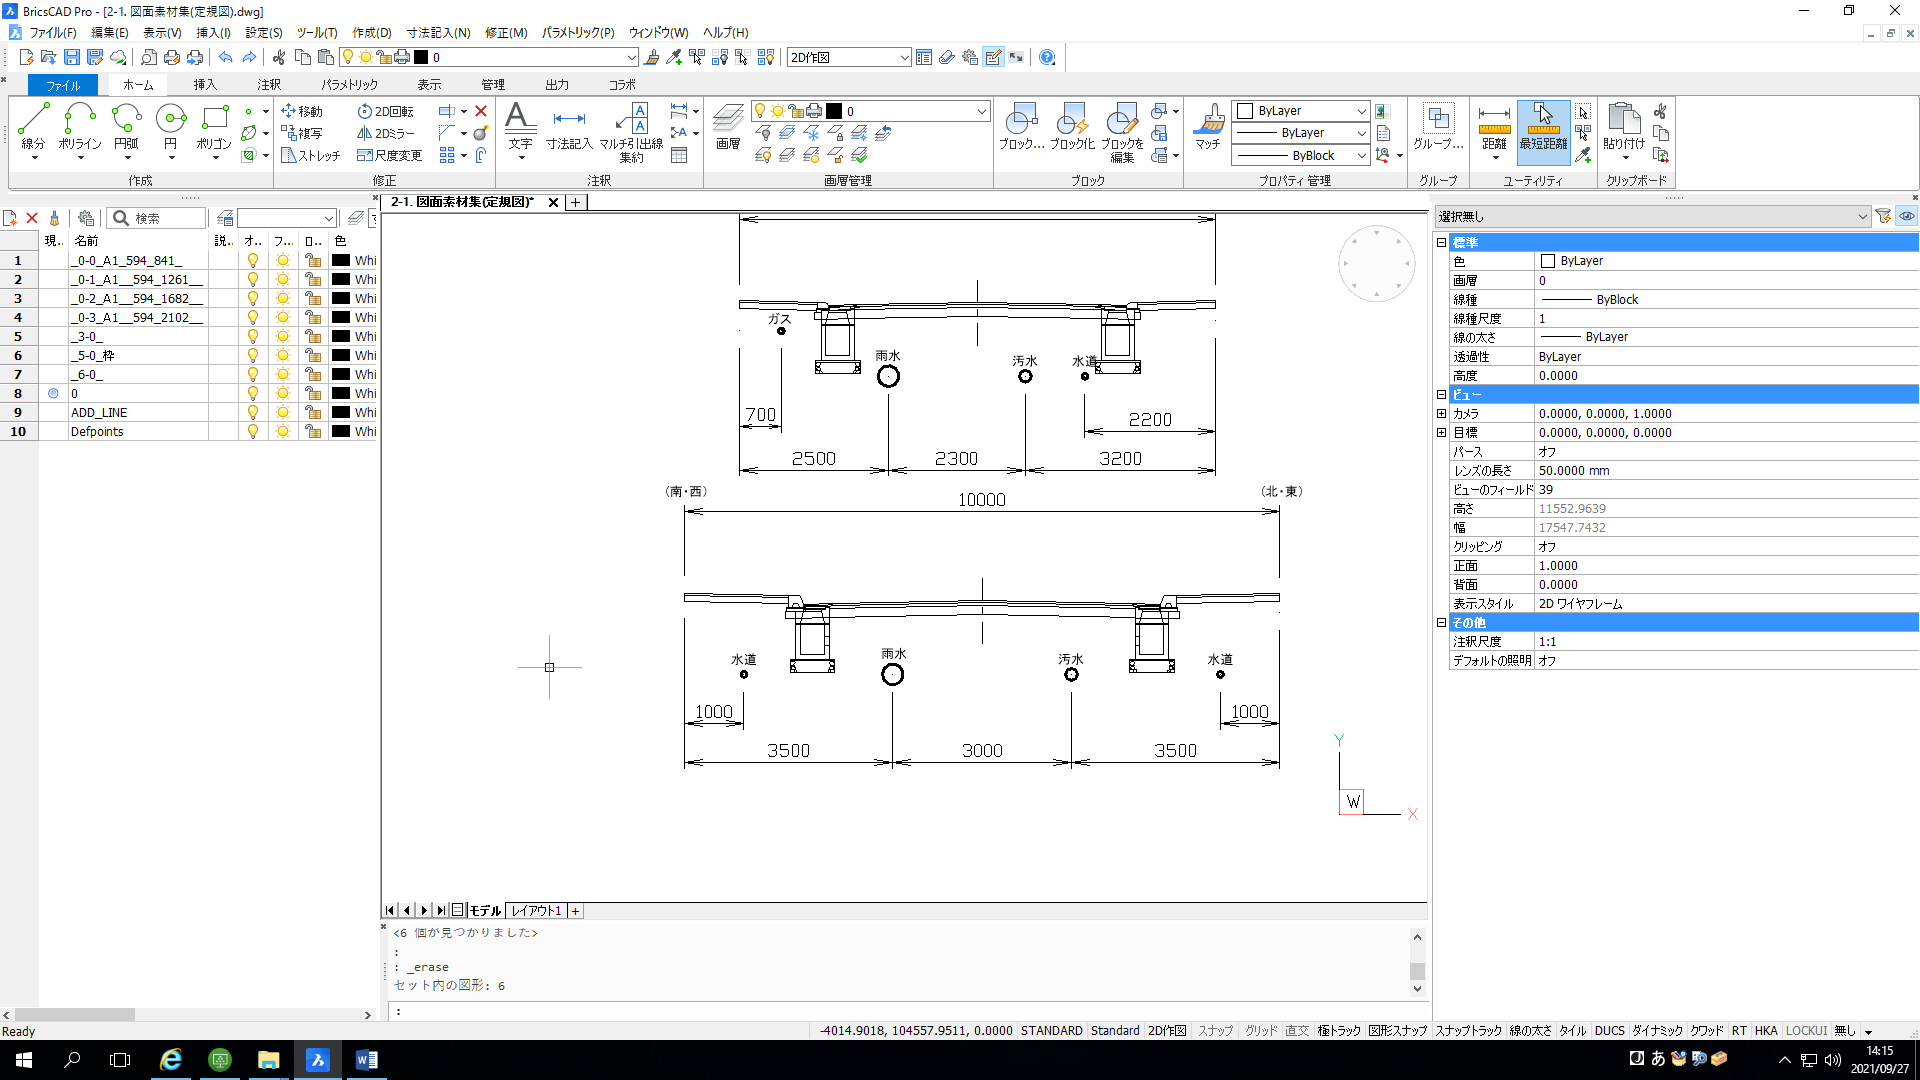 BricsCAD Pro - [2-1. 図面素材集(定規図).dwg]
ファイル(F) 編集(E) 表示(V) 挿入(I) 設定(S) ツール(T) 作成(D) 寸法記入(N) 修正(M) パラメトリック(P) ウィンドウ(W) ヘルプ(H)
0 2D作図
ファイル ホーム 挿入 注釈 パラメトリック 表示 管理 出力 コラボ
線分 ポリライン 円弧 円 ポリゴン
移動 2D回転
複写 2Dミラー
ストレッチ 尺度変更
文字 寸法記入 マルチ引出線 集約
画層 0
ブロック... ブロック化 ブロックを 編集
マッチ ByLayer
ByLayer
ByBlock
グループ... 距離 最短距離 貼り付け
作成 修正 注釈 画層管理 ブロック プロパティ 管理 グループ ユーティリティ クリップボード
検索
現.. 名前 説.. オ.. フ... ロ.. 色
1 _0-0_A1_594_841_ Whi
2 _0-1_A1__594_1261__ Whi
3 _0-2_A1__594_1682__ Whi
4 _0-3_A1__594_2102__ Whi
5 _3-0_ Whi
6 _5-0_枠 Whi
7 _6-0_ Whi
8 0 Whi
9 ADD_LINE Whi
10 Defpoints Whi
2-1. 図面素材集(定規図)*
ガス
雨水 汚水 水道
700 2200
2500 2300 3200
(南・西) (北・東)
10000
水道 雨水 汚水 水道
1000 1000
3500 3000 3500
Y
W
X
モデル レイアウト1
<6 個が見つかりました>
:
: _erase
セット内の図形: 6
:
選択無し
標準
色 ByLayer
画層 0
線種 ByBlock
線種尺度 1
線の太さ ByLayer
透過性 ByLayer
高度 0.0000
ビュー
カメラ 0.0000, 0.0000, 1.0000
目標 0.0000, 0.0000, 0.0000
パース オフ
レンズの長さ 50.0000 mm
ビューのフィールド 39
高さ 11552.9639
幅 17547.7432
クリッピング オフ
正面 1.0000
背面 0.0000
表示スタイル 2D ワイヤフレーム
その他
注釈尺度 1:1
デフォルトの照明 オフ
Ready -4014.9018, 104557.9511, 0.0000 STANDARD Standard 2D作図 スナップ グリッド 直交 極トラック 図形スナップ スナップトラック 線の太さ タイル DUCS ダイナミック クワッド RT HKA LOCKUI 無し
あ
14:15
2021/09/27